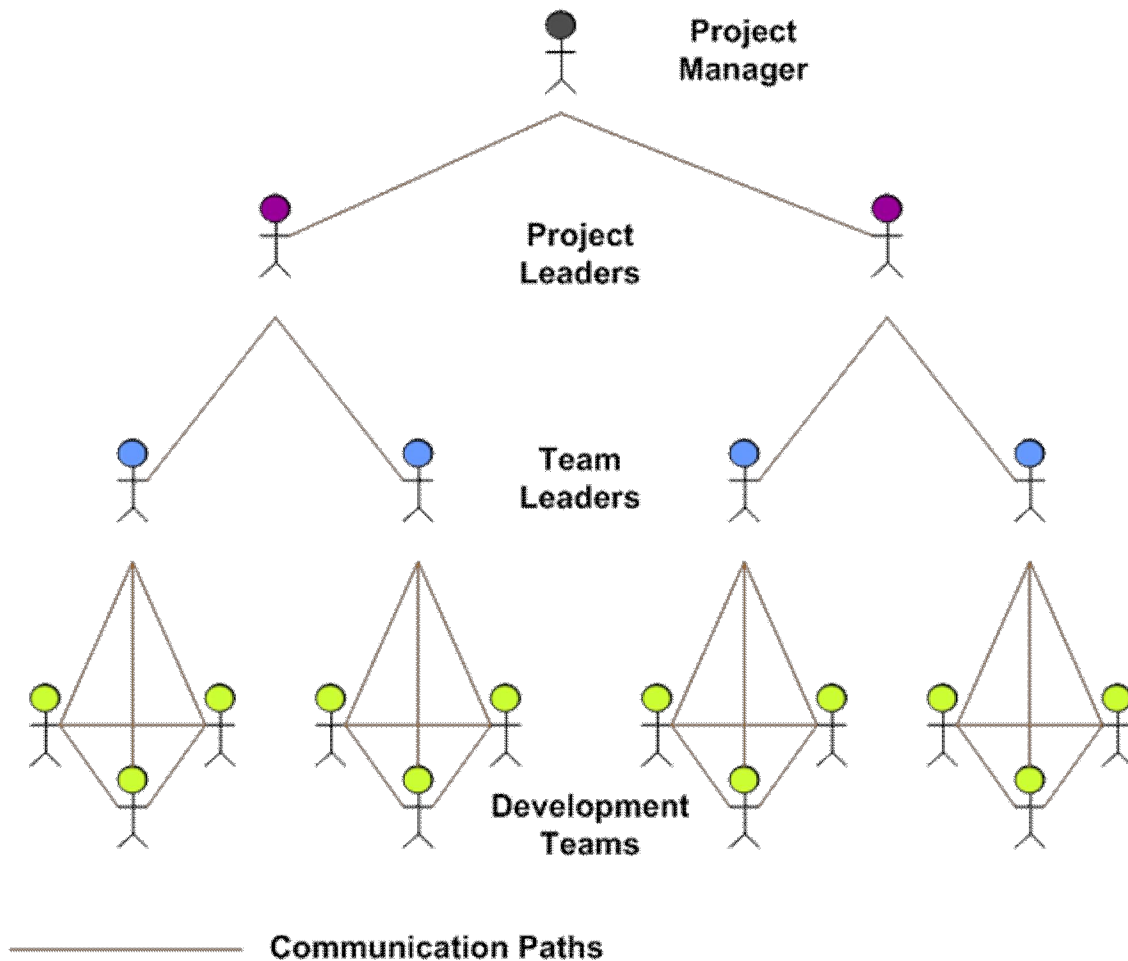 Project
Manager
Project
Leaders
Team
Leaders
Development
Teams
Communication Paths